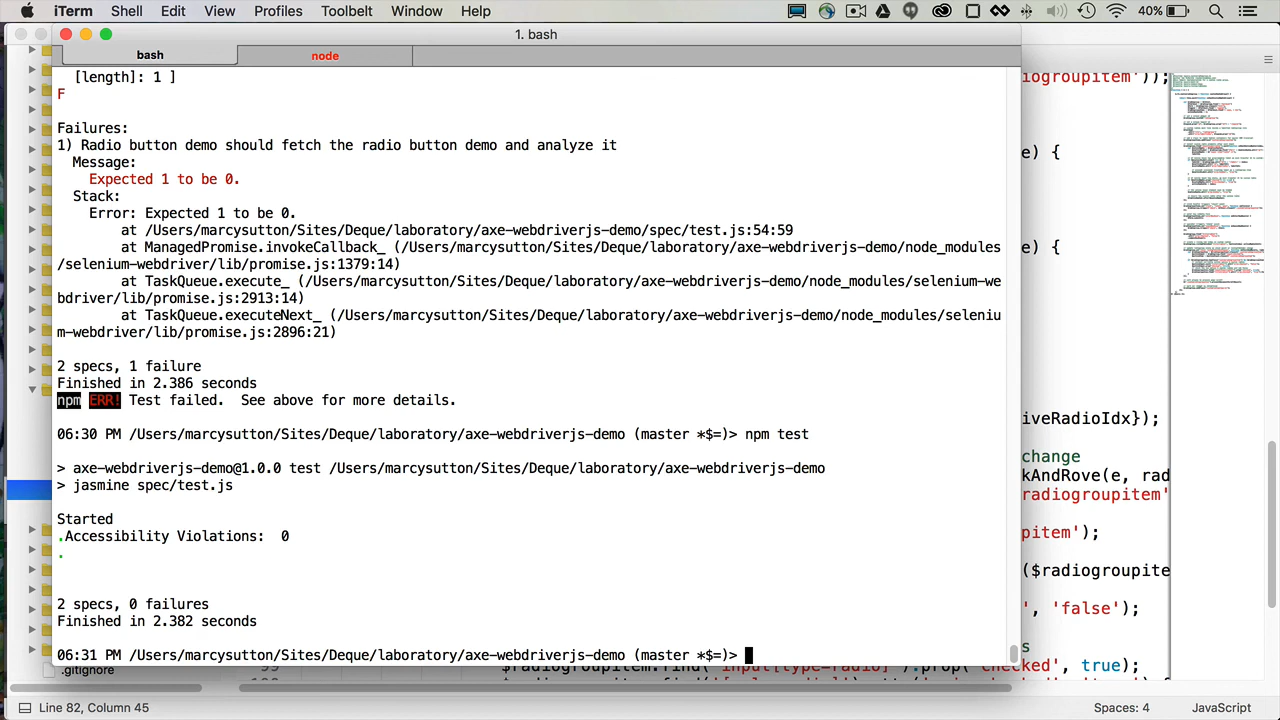 iTerm Shell Edit View Profiles Toolbelt Window Help 40%
1. bash
bash node
[length]: 1 ]
iogroupitem'));
F
Failures:
1) Radio button demo should fetch the radio button demo and analyze it
e) {
Message:
Expected 1 to be 0.
Stack:
Error: Expected 1 to be 0.
at /Users/marcysutton/Sites/Deque/laboratory/axe-webdriverjs-demo/spec/test.js:54:59
at ManagedPromise.invokeCallback_ (/Users/marcysutton/Sites/Deque/laboratory/axe-webdriverjs-demo/node_modules
e) {
/selenium-webdriver/lib/promise.js:1379:14)
at TaskQueue.execute_ (/Users/marcysutton/Sites/Deque/laboratory/axe-webdriverjs-demo/node_modules/selenium-we
bdriver/lib/promise.js:2913:14)
at TaskQueue.executeNext_ (/Users/marcysutton/Sites/Deque/laboratory/axe-webdriverjs-demo/node_modules/seleniu
m-webdriver/lib/promise.js:2896:21)
2 specs, 1 failure
Finished in 2.386 seconds
npm ERR! Test failed.  See above for more details.
iveRadioIdx});
06:30 PM /Users/marcysutton/Sites/Deque/laboratory/axe-webdriverjs-demo (master *$=)> npm test
change
> axe-webdriverjs-demo@1.0.0 test /Users/marcysutton/Sites/Deque/laboratory/axe-webdriverjs-demo
kAndRove(e, rad
> jasmine spec/test.js
radiogroupitem'
Started
.Accessibility Violations:  0
pitem');
.
($radiogroupite
2 specs, 0 failures
', 'false');
Finished in 2.382 seconds
06:31 PM /Users/marcysutton/Sites/Deque/laboratory/axe-webdriverjs-demo (master *$=)>
s
.gitignore
checked', true);
Line 82, Column 45 Spaces: 4 JavaScript